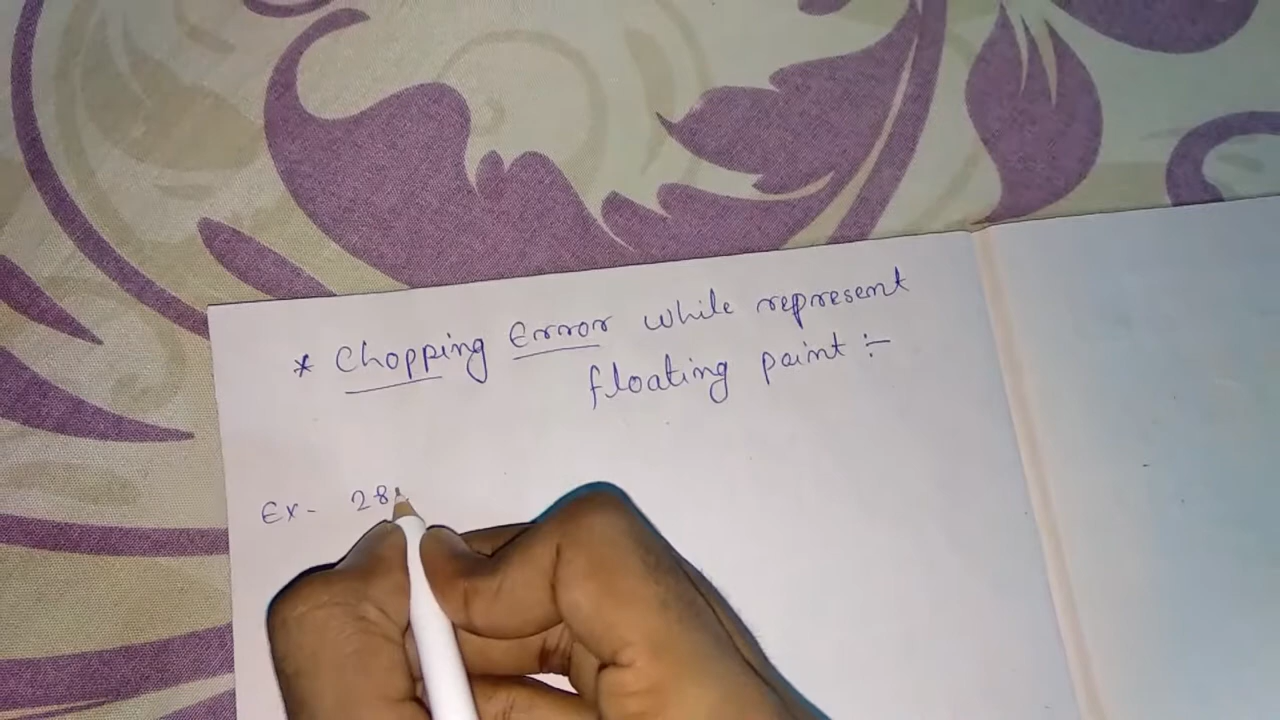 * Chopping Error while represent
floating paint :-
Ex- 28